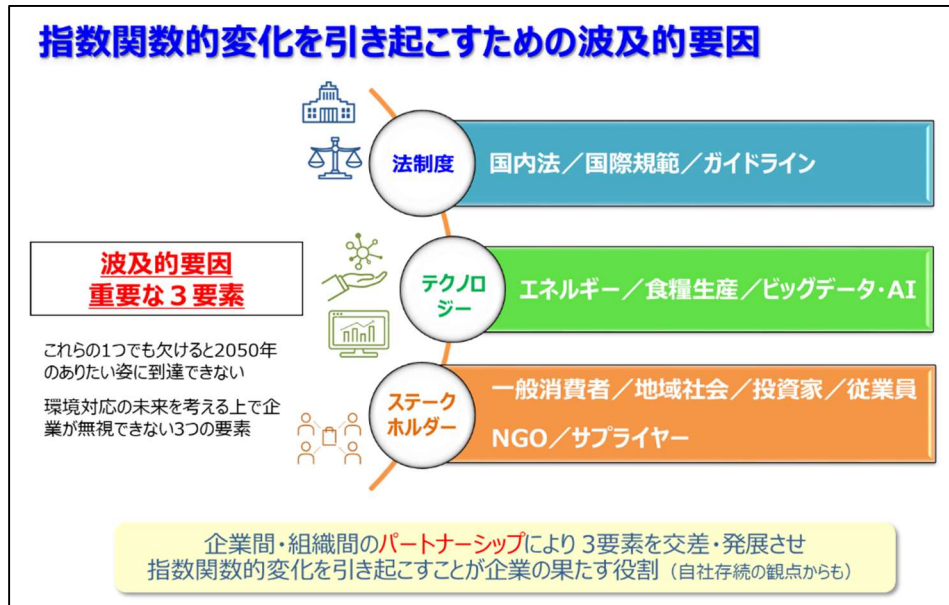 指数関数的変化を引き起こすための波及的要因
法制度
国内法／国際規範／ガイドライン
波及的要因
重要な３要素
テクノロ
ジー
エネルギー／食糧生産／ビッグデータ・AI
これらの1つでも欠けると2050年
のありたい姿に到達できない
環境対応の未来を考える上で企
業が無視できない3つの要素
ステーク
ホルダー
一般消費者／地域社会／投資家／従業員
NGO／サプライヤー
企業間・組織間のパートナーシップにより 3要素を交差・発展させ
指数関数的変化を引き起こすことが企業の果たす役割（自社存続の観点からも）